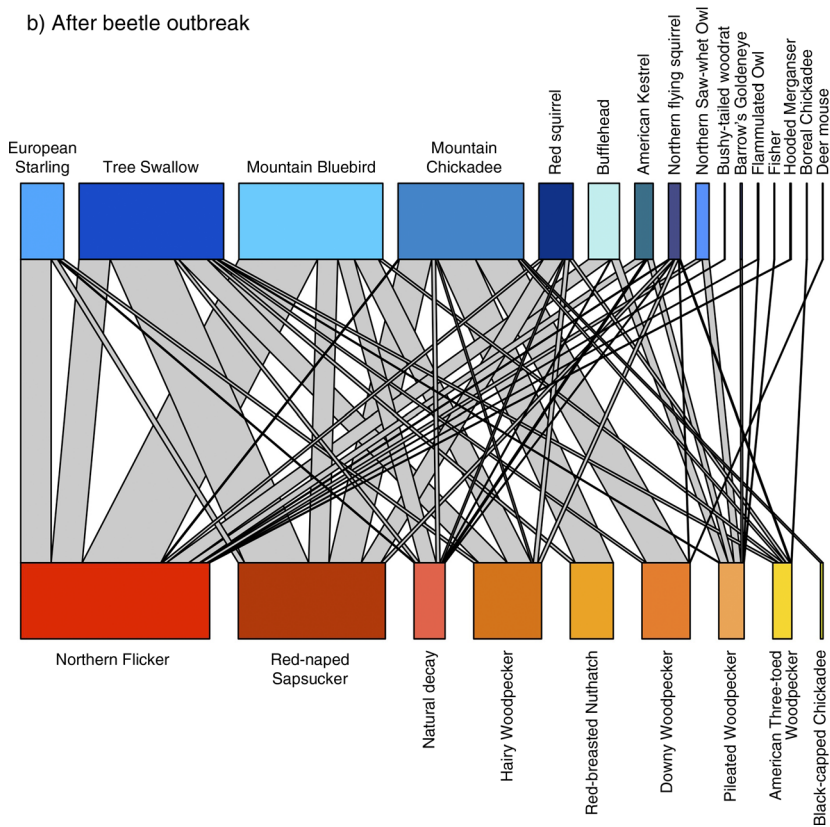 b) After beetle outbreak
European
Starling
Tree Swallow
Mountain Bluebird
Mountain
Chickadee
Red squirrel
Bufflehead
American Kestrel
Northern flying squirrel
Northern Saw-whet Owl
Bushy-tailed woodrat
Barrow's Goldeneye
Flammulated Owl
Fisher
Hooded Merganser
Boreal Chickadee
Deer mouse
Northern Flicker
Red-naped
Sapsucker
Natural decay
Hairy Woodpecker
Red-breasted Nuthatch
Downy Woodpecker
Pileated Woodpecker
American Three-toed
Woodpecker
Black-capped Chickadee